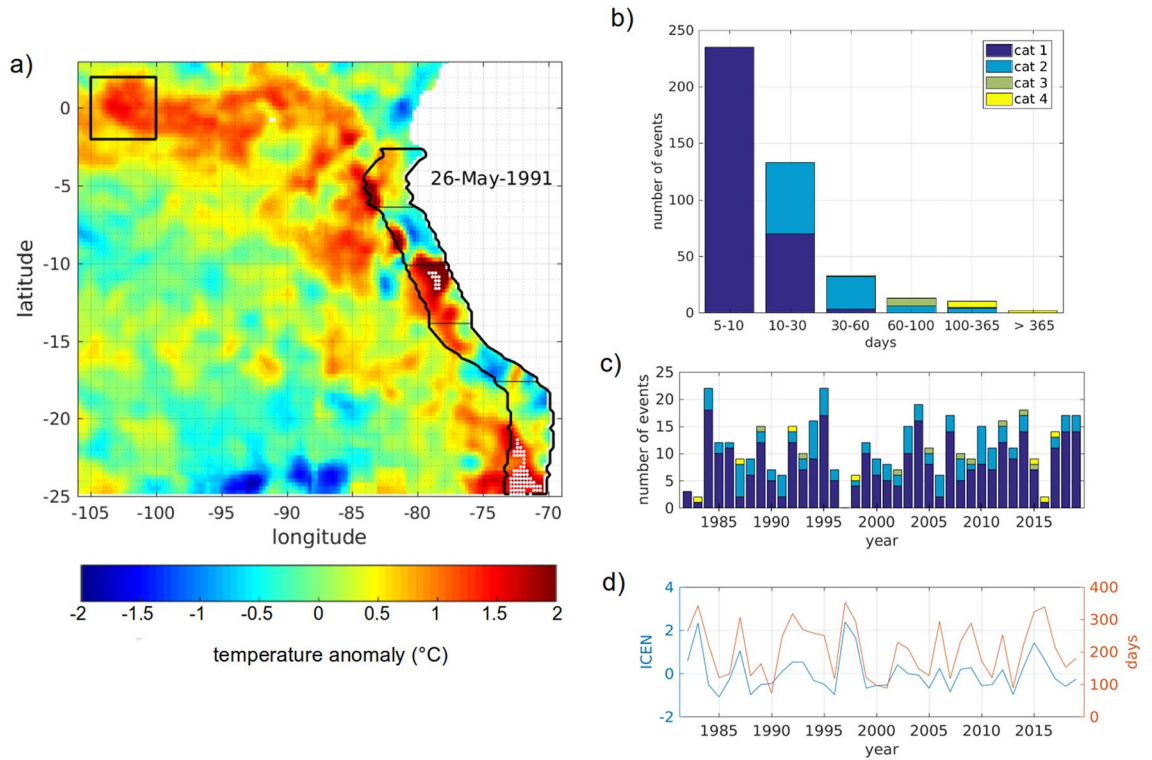 a)
0
-5
-10
-15
-20
-25
latitude
26-May-1991
-105 -100 -95 -90 -85 -80 -75 -70
longitude
-2 -1.5 -1 -0.5 0 0.5 1 1.5 2
temperature anomaly (°C)
b)
250
200
150
100
50
0
number of events
cat 1
cat 2
cat 3
cat 4
5-10 10-30 30-60 60-100 100-365 > 365
days
c)
25
20
15
10
5
0
number of events
1985 1990 1995 2000 2005 2010 2015
year
d)
4 400
300
2
200
0
100
-2 0
ICEN
days
1985 1990 1995 2000 2005 2010 2015
year